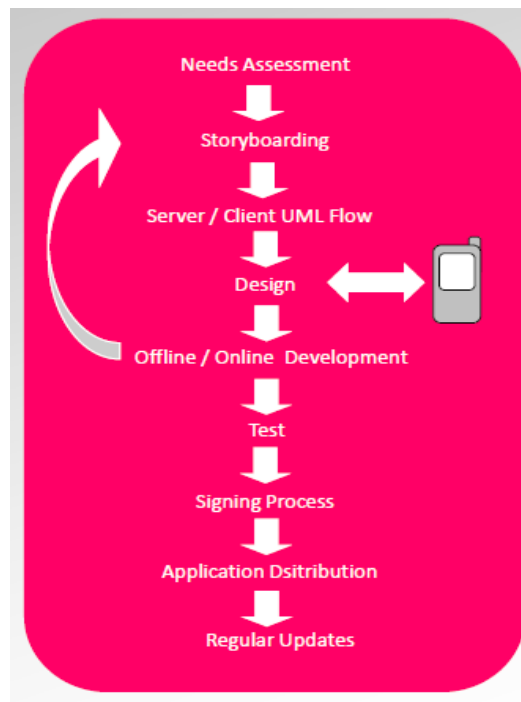 Needs Assessment
Storyboarding
Server / Client UML Flow
Design
Offline / Online Development
Test
Signing Process
Application Dsitribution
Regular Updates